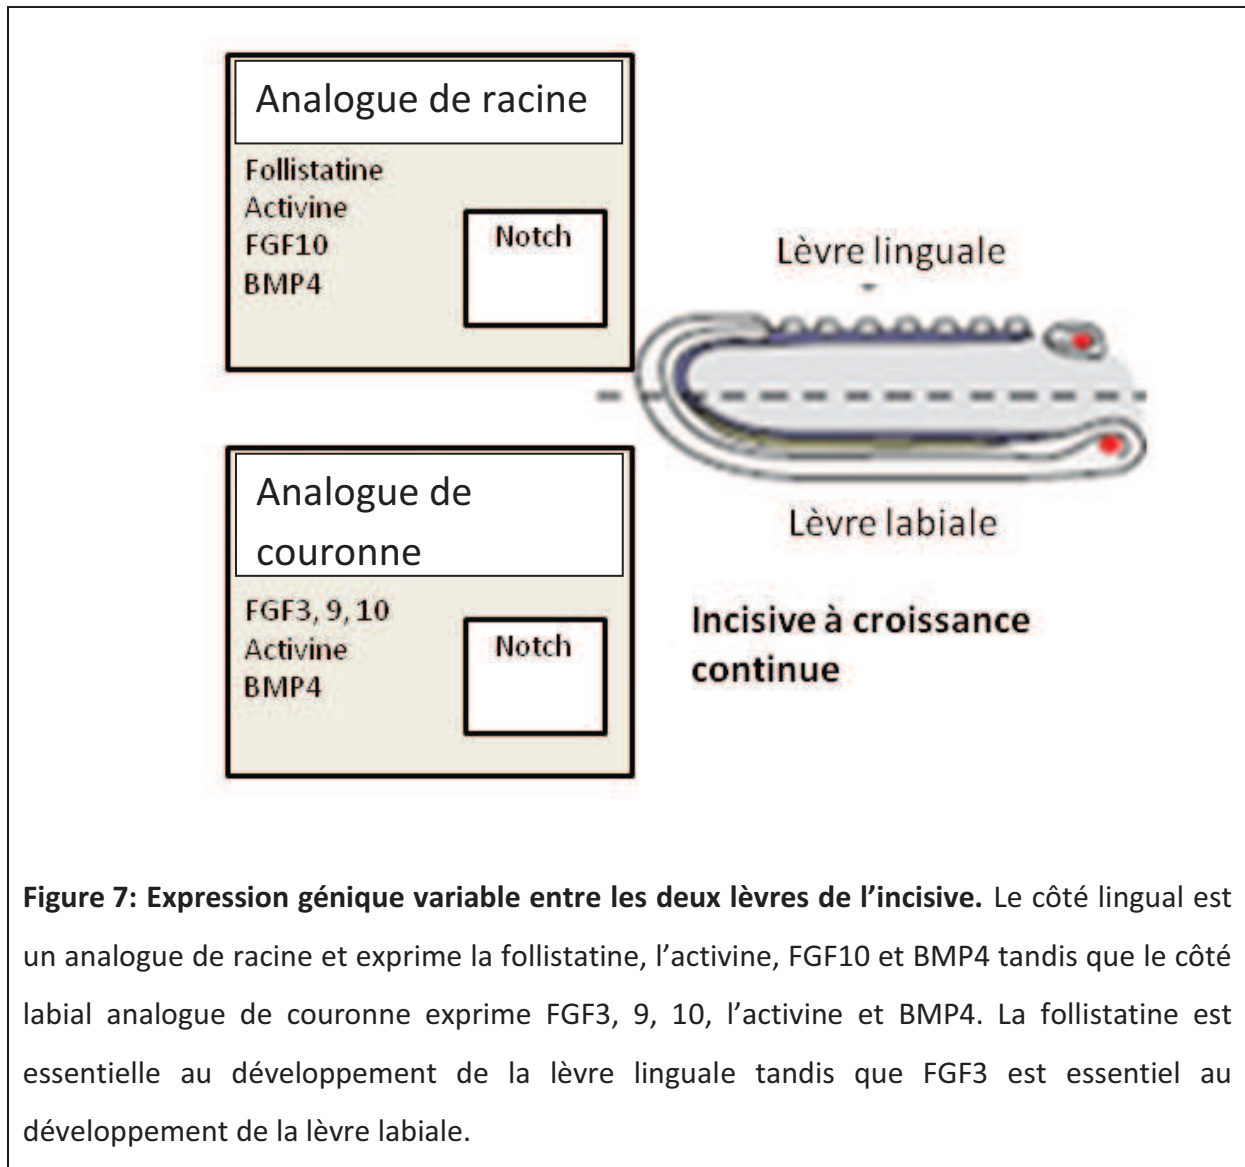 Analogue de racine
Follistatine
Activine
FGF10
BMP4
Notch
Lèvre linguale
Analogue de
couronne
FGF3, 9, 10
Activine
BMP4
Notch
Lèvre labiale
Incisive à croissance
continue
Figure 7: Expression génique variable entre les deux lèvres de l’incisive. Le côté lingual est
un analogue de racine et exprime la follistatine, l’activine, FGF10 et BMP4 tandis que le côté
labial analogue de couronne exprime FGF3, 9, 10, l’activine et BMP4. La follistatine est
essentielle au développement de la lèvre linguale tandis que FGF3 est essentiel au
développement de la lèvre labiale.